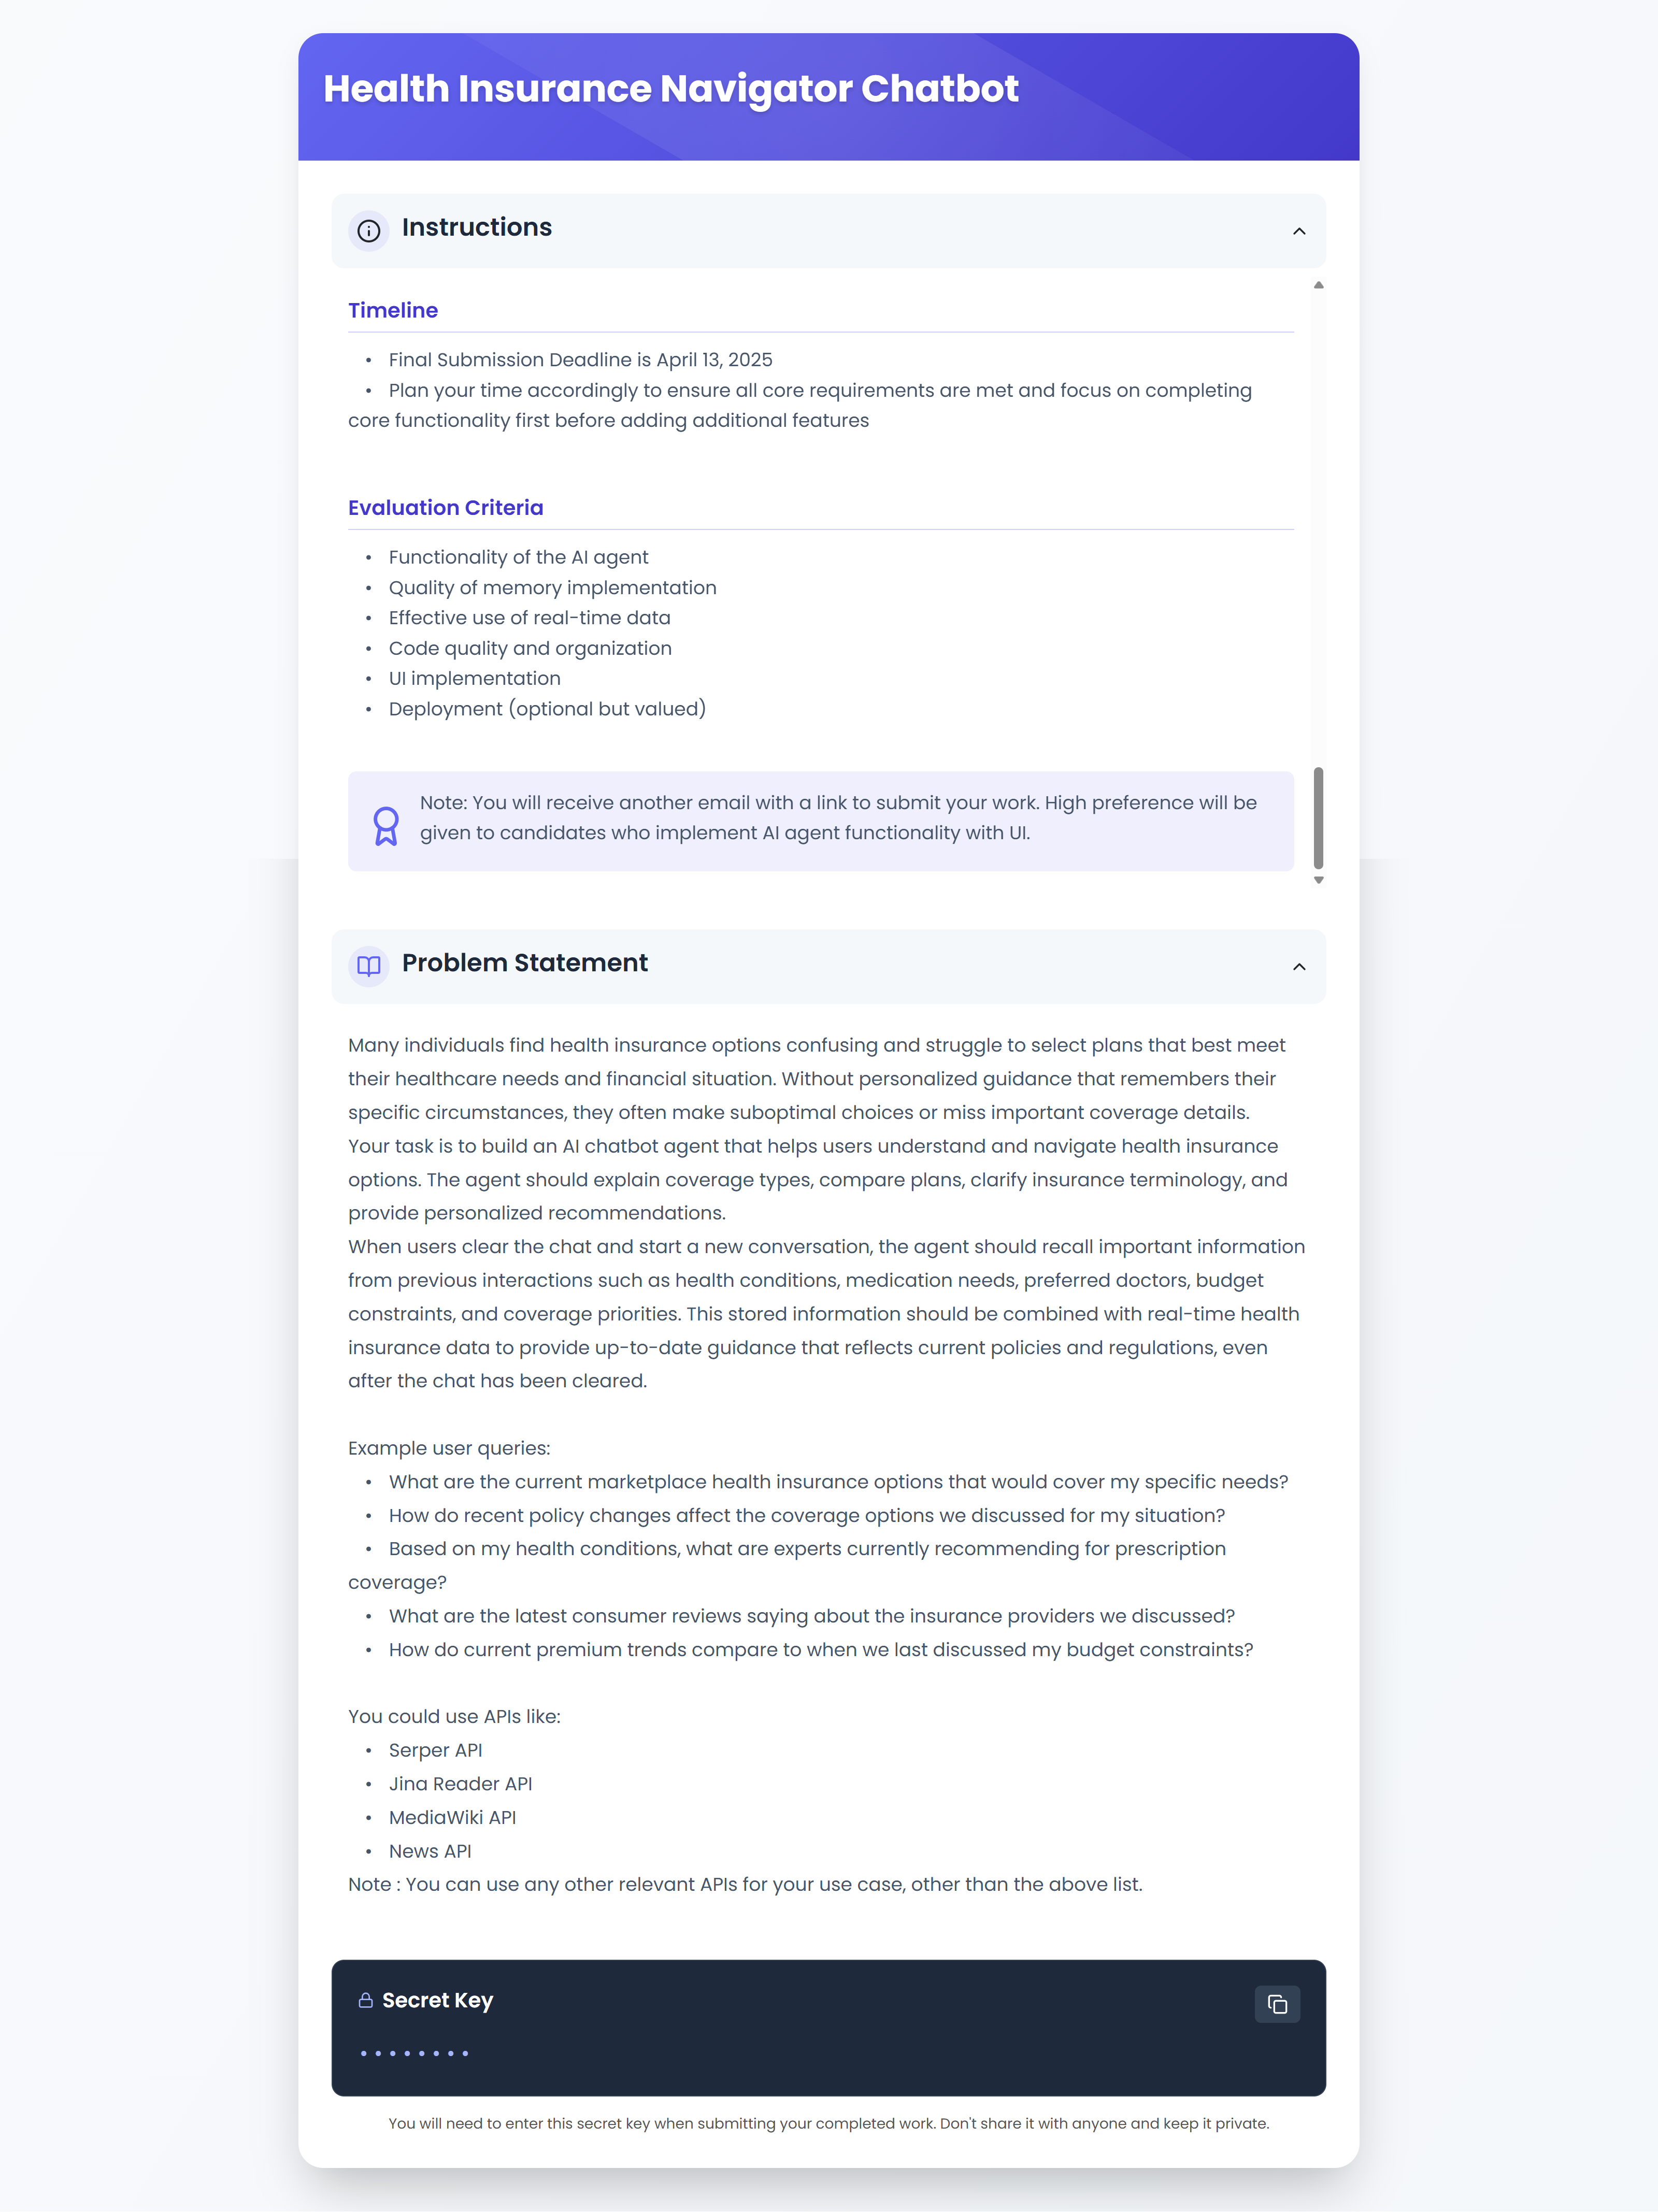 Health Insurance Navigator Chatbot
Instructions
Timeline
• Final Submission Deadline is April 13, 2025
• Plan your time accordingly to ensure all core requirements are met and focus on completing
core functionality first before adding additional features
Evaluation Criteria
• Functionality of the AI agent
• Quality of memory implementation
• Effective use of real-time data
• Code quality and organization
• UI implementation
• Deployment (optional but valued)
Note: You will receive another email with a link to submit your work. High preference will be
given to candidates who implement AI agent functionality with UI.
Problem Statement
Many individuals find health insurance options confusing and struggle to select plans that best meet
their healthcare needs and financial situation. Without personalized guidance that remembers their
specific circumstances, they often make suboptimal choices or miss important coverage details.
Your task is to build an AI chatbot agent that helps users understand and navigate health insurance
options. The agent should explain coverage types, compare plans, clarify insurance terminology, and
provide personalized recommendations.
When users clear the chat and start a new conversation, the agent should recall important information
from previous interactions such as health conditions, medication needs, preferred doctors, budget
constraints, and coverage priorities. This stored information should be combined with real-time health
insurance data to provide up-to-date guidance that reflects current policies and regulations, even
after the chat has been cleared.
Example user queries:
• What are the current marketplace health insurance options that would cover my specific needs?
• How do recent policy changes affect the coverage options we discussed for my situation?
• Based on my health conditions, what are experts currently recommending for prescription
coverage?
• What are the latest consumer reviews saying about the insurance providers we discussed?
• How do current premium trends compare to when we last discussed my budget constraints?
You could use APIs like:
• Serper API
• Jina Reader API
• MediaWiki API
• News API
Note : You can use any other relevant APIs for your use case, other than the above list.
Secret Key
••••••••
You will need to enter this secret key when submitting your completed work. Don't share it with anyone and keep it private.